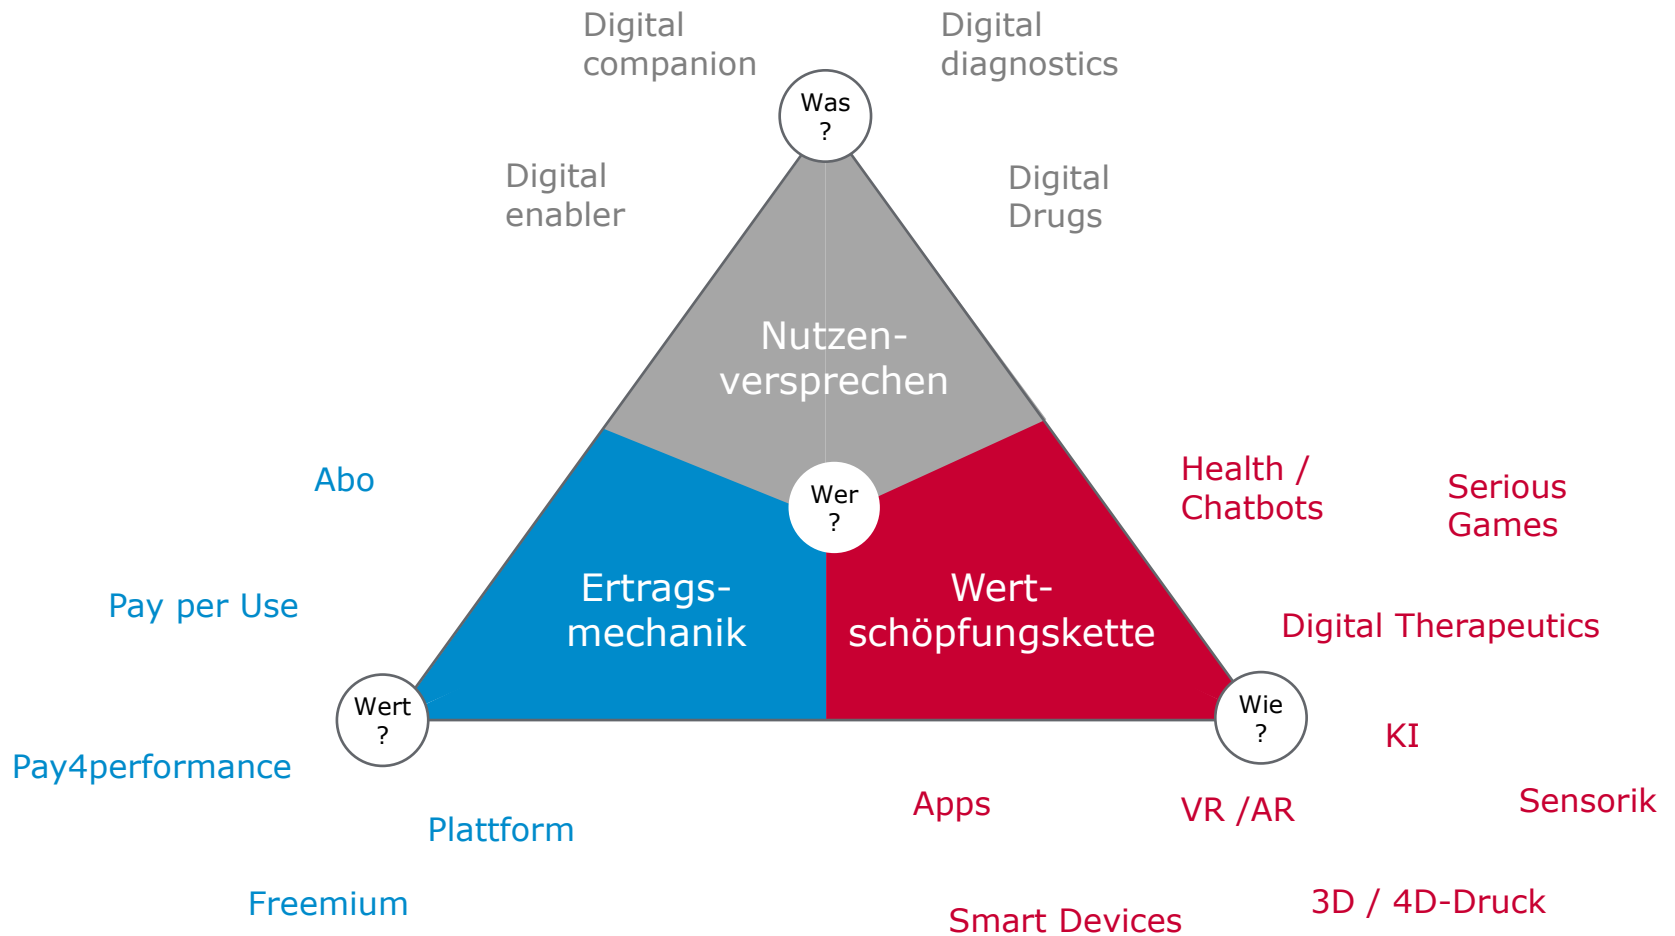 Digital
companion
Digital
diagnostics
Was
?
Digital
enabler
Digital
Drugs
Nutzen-
versprechen
Abo
Health /
Chatbots
Serious
Games
Wer
?
Pay per Use
Ertrags-
mechanik
Wert-
schöpfungskette
Digital Therapeutics
Wert
?
Wie
?
KI
Pay4performance
Plattform
Apps
VR /AR
Sensorik
Freemium
Smart Devices
3D / 4D-Druck